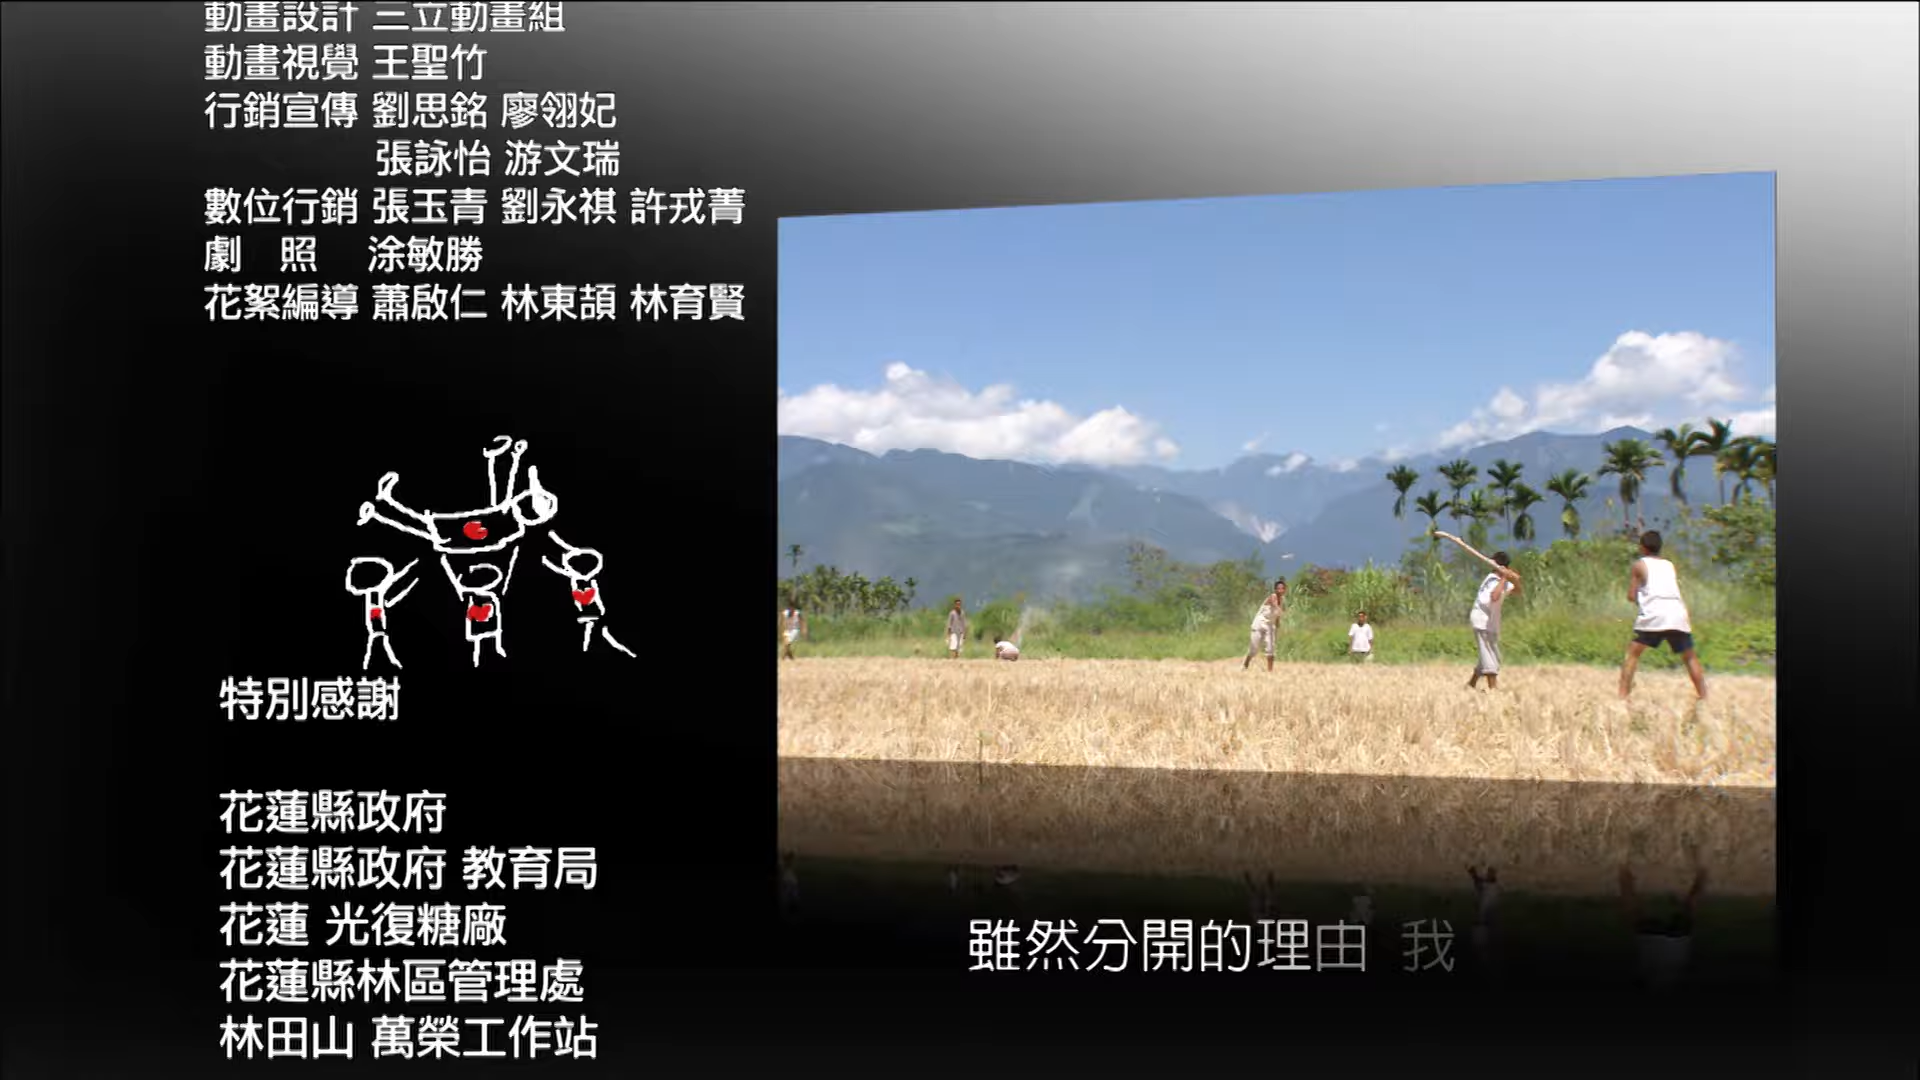 動畫設計 三立動畫組
動畫視覺 王聖竹
行銷宣傳 劉思銘 廖翎妃
張詠怡 游文瑞
數位行銷 張玉青 劉永祺 許戎菁
劇 照 涂敏勝
花絮編導 蕭啟仁 林東頡 林育賢
特別感謝
花蓮縣政府
花蓮縣政府 教育局
花蓮 光復糖廠
花蓮縣林區管理處
林田山 萬榮工作站
雖然分開的理由 我